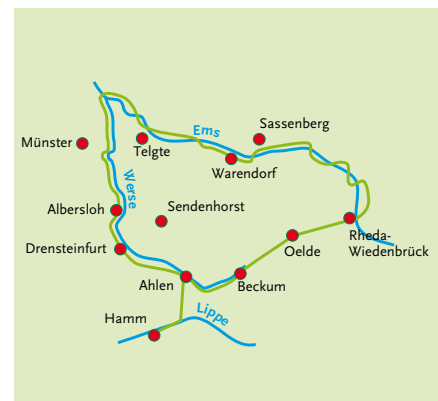 Ems
Sassenberg
Münster
Telgte
Warendorf
Werse
Albersloh
Sendenhorst
Rheda-
Wiedenbrück
Drensteinfurt
Oelde
Ahlen
Beckum
Hamm
Lippe